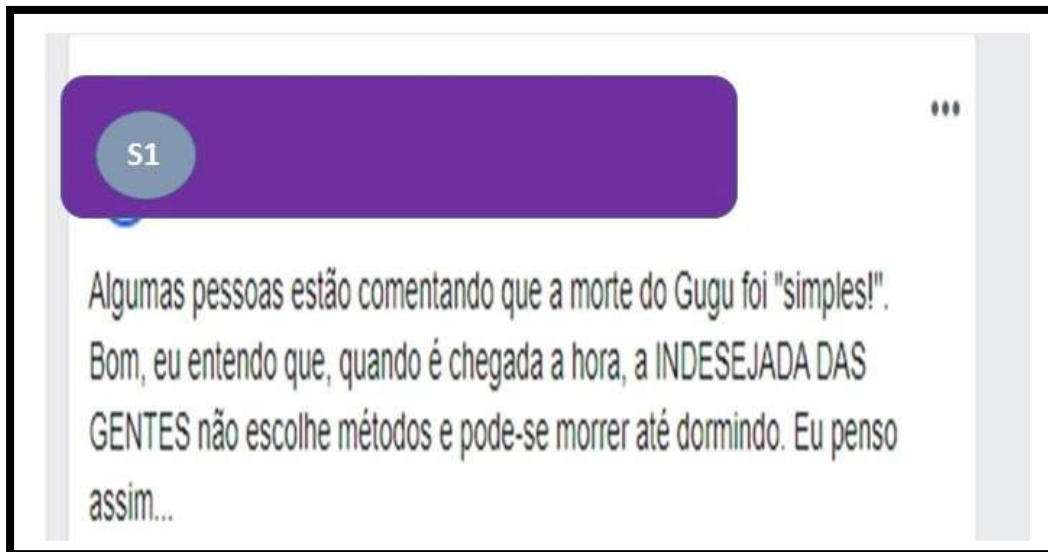 S1
Algumas pessoas estão comentando que a morte do Gugu foi "simples!".
Bom, eu entendo que, quando é chegada a hora, a INDESEJADA DAS
GENTES não escolhe métodos e pode-se morrer até dormindo. Eu penso
assim...